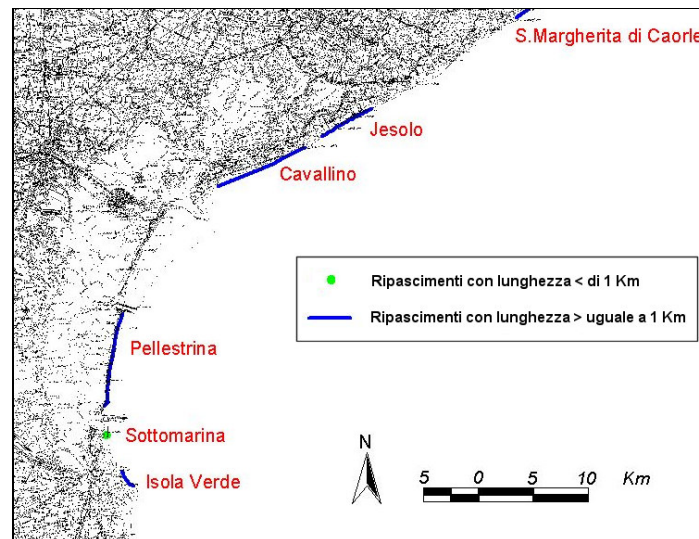 S.Margherita di Caorle
Jesolo
Cavallino
Ripascimenti con lunghezza < di 1 Km
Ripascimenti con lunghezza > uguale a 1 Km
Pellestrina
Sottomarina
Isola Verde
N
5 0 5 10 Km